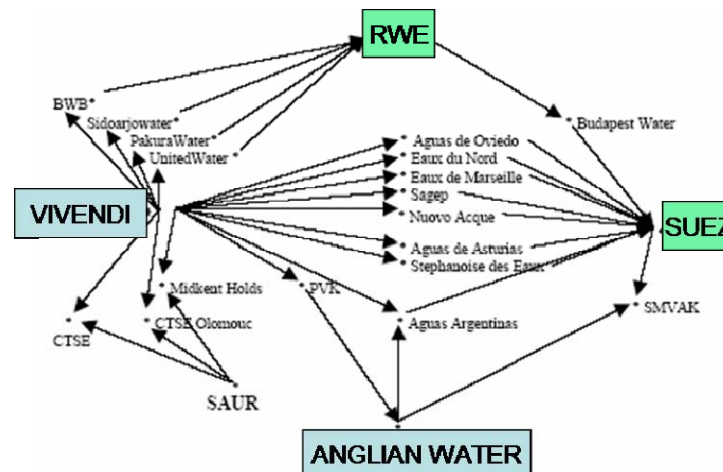 RWE
BWB
Sidoarjowater
PakuraWater
UnitedWater
Budapest Water
Aguas de Oviedo
Eaux du Nord
Eaux de Marseille
Sagep
Nuovo Acque
VIVENDI
SUEZ
Aguas de Asturias
Stephanoise des Eaux
Midkent Holds
PVK
SMVAK
CTSE
CTSE Olomouc
Aguas Argentinas
SAUR
ANGLIAN WATER